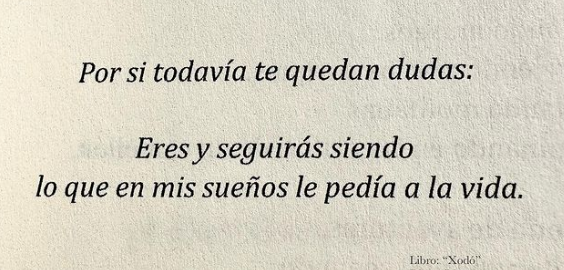 Por si todavía te quedan dudas:
Eres y seguirás siendo
lo que en mis sueños le pedía a la vida.
Libro: "Xodó"